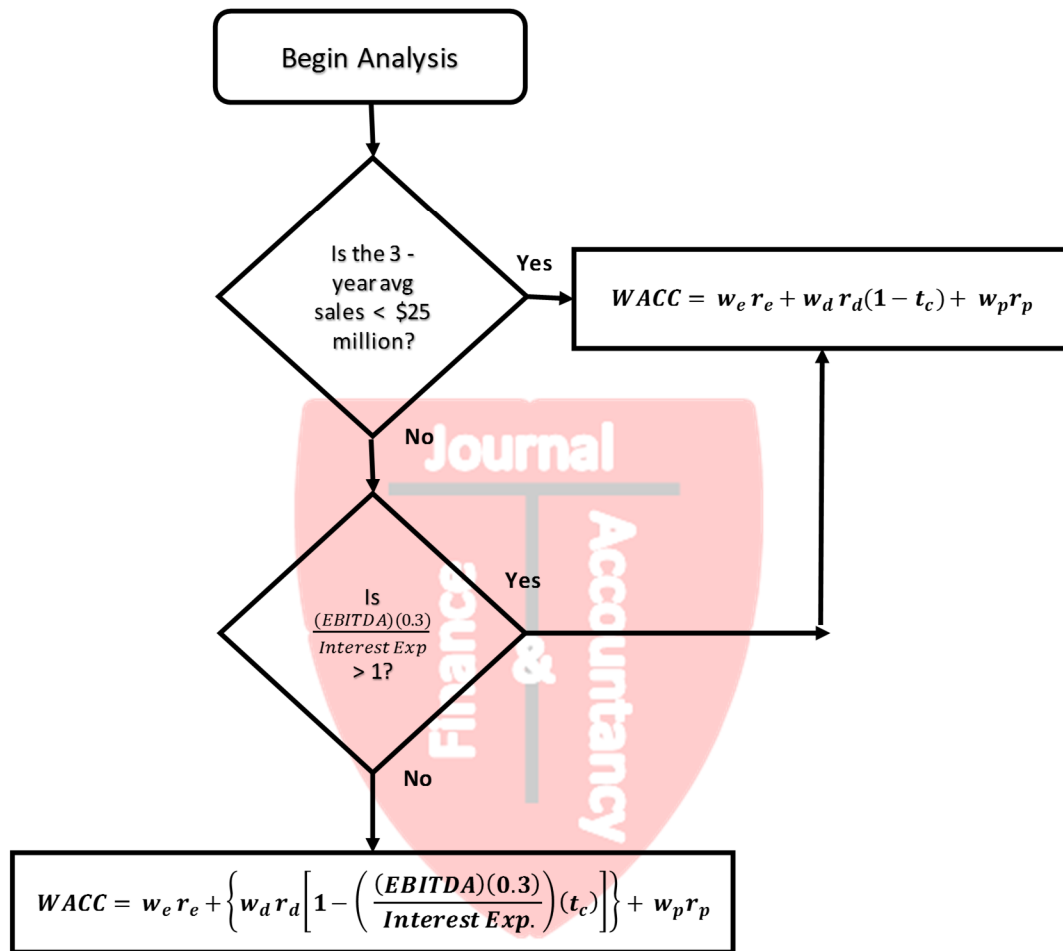 Begin Analysis
Is the 3 -
year avg
sales < $25
million?
Yes
WACC = w_e r_e + w_d r_d(1 − t_c) + w_p r_p
No
Journal
Finance
&
Accountancy
Is
(EBITDA)(0.3)
Interest Exp
> 1?
Yes
No
WACC = w_e r_e + {w_d r_d [1 − ((EBITDA)(0.3) / Interest Exp.) (t_c)]} + w_p r_p